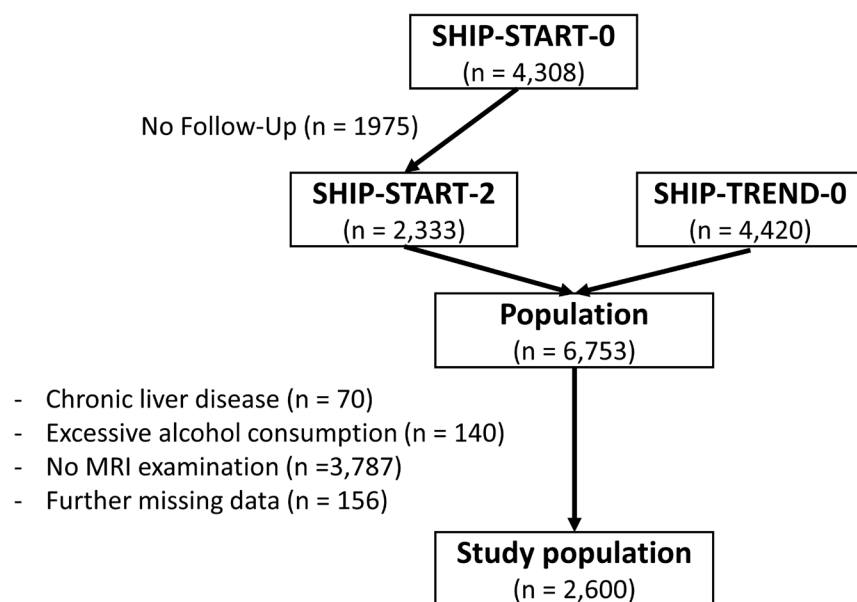 SHIP-START-0
(n = 4,308)
No Follow-Up (n = 1975)
SHIP-START-2
(n = 2,333)
SHIP-TREND-0
(n = 4,420)
Population
(n = 6,753)
- Chronic liver disease (n = 70)
- Excessive alcohol consumption (n = 140)
- No MRI examination (n =3,787)
- Further missing data (n = 156)
Study population
(n = 2,600)